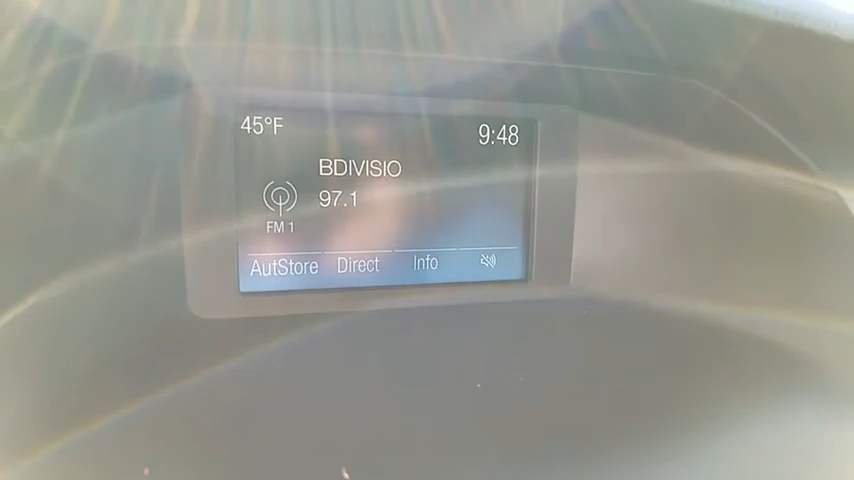 45°F 9:48
BDIVISIO
97.1
FM 1
AutStore Direct Info